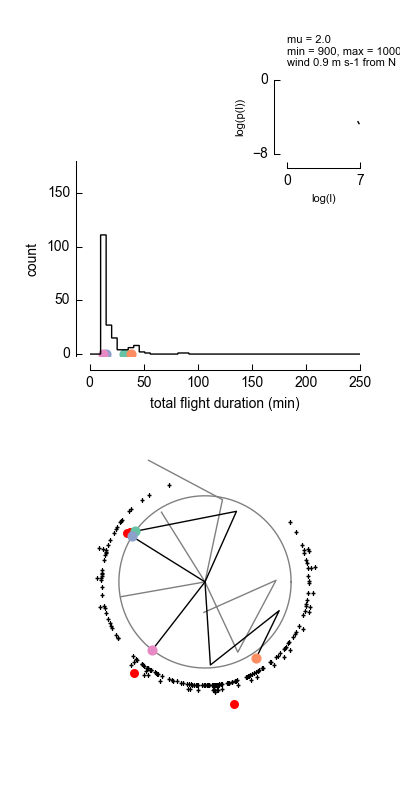 mu = 2.0
min = 900, max = 1000
wind 0.9 m s-1 from N
0
log(p(l))
−8
0
7
log(l)
150
100
50
0
count
0
50
100
150
200
250
total flight duration (min)